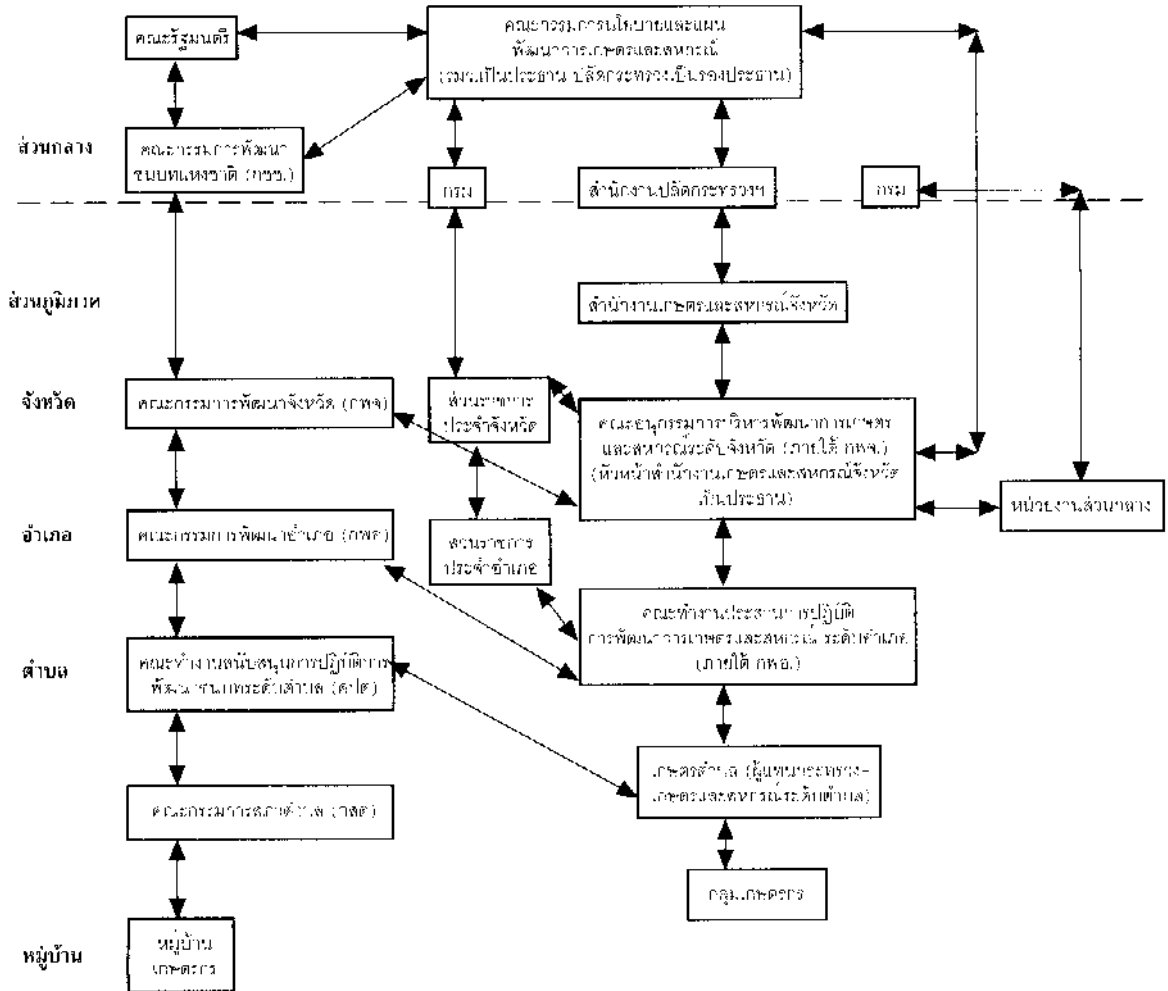 คณะรัฐมนตรี
คณะกรรมการนโยบายและแผน
พัฒนาการเกษตรและสหกรณ์
(รมว.เป็นประธาน ปลัดกระทรวงเป็นรองประธาน)
ส่วนกลาง
คณะกรรมการพัฒนา
ชนบทแห่งชาติ (กชช.)
กรม
สำนักงานปลัดกระทรวงฯ
กรม
ส่วนภูมิภาค
สำนักงานเกษตรและสหกรณ์จังหวัด
จังหวัด
คณะกรรมการพัฒนาจังหวัด (กพจ)
ส่วนราชการ
ประจำจังหวัด
คณะอนุกรรมการบริหารพัฒนาการเกษตร
และสหกรณ์ระดับจังหวัด (ภายใต้ กพจ.)
(หัวหน้าสำนักงานเกษตรและสหกรณ์จังหวัด
เป็นประธาน)
หน่วยงานส่วนกลาง
อำเภอ
คณะกรรมการพัฒนาอำเภอ (กพอ)
ส่วนราชการ
ประจำอำเภอ
คณะทำงานประสานการปฏิบัติ
การพัฒนาการเกษตรและสหกรณ์ ระดับอำเภอ
(ภายใต้ กพอ.)
ตำบล
คณะทำงานสนับสนุนการปฏิบัติการ
พัฒนาชนบทระดับตำบล (คปต)
เกษตรตำบล (ผู้แทนกระทรวง-
เกษตรและสหกรณ์ระดับตำบล)
คณะกรรมการสภาตำบล (กสต)
กลุ่มเกษตรกร
หมู่บ้าน
หมู่บ้าน
เกษตรกร